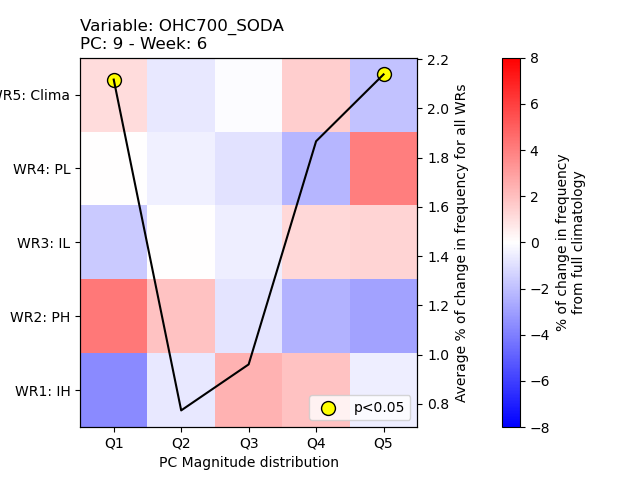 Variable: OHC700_SODA
PC: 9 - Week: 6
WR5: Clima
WR4: PL
WR3: IL
WR2: PH
WR1: IH
Q1 Q2 Q3 Q4 Q5
PC Magnitude distribution
p<0.05
2.2
2.0
1.8
1.6
1.4
1.2
1.0
0.8
Average % of change in frequency for all WRs
8
6
4
2
0
−2
−4
−6
−8
% of change in frequency
from full climatology